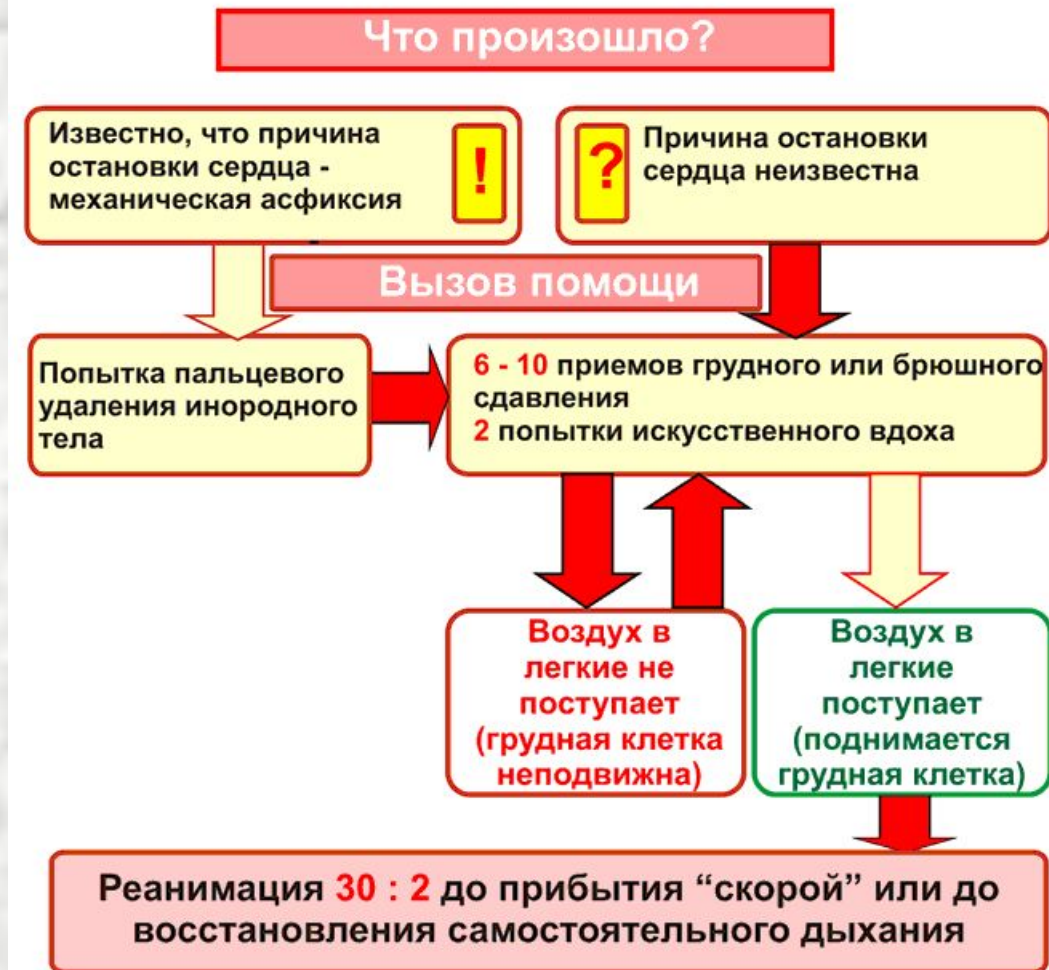 Что произошло?
Известно, что причина
остановки сердца -
механическая асфиксия
!
?
Причина остановки
сердца неизвестна
Вызов помощи
Попытка пальцевого
удаления инородного
тела
6 - 10 приемов грудного или брюшного
сдавления
2 попытки искусственного вдоха
Воздух в
легкие не
поступает
(грудная клетка
неподвижна)
Воздух в
легкие
поступает
(поднимается
грудная клетка)
Реанимация 30 : 2 до прибытия “скорой” или до
восстановления самостоятельного дыхания